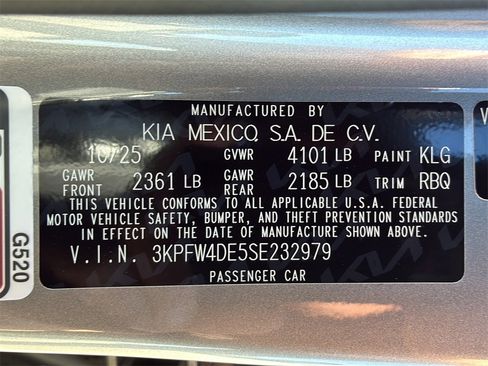 MANUFACTURED BY
KIA MEXICO, S.A. DE C.V.
10/25 GVWR 4101 LB PAINT KLG
GAWR FRONT 2361 LB GAWR REAR 2185 LB TRIM RBQ
THIS VEHICLE CONFORMS TO ALL APPLICABLE U.S.A. FEDERAL
MOTOR VEHICLE SAFETY, BUMPER, AND THEFT PREVENTION STANDARDS
IN EFFECT ON THE DATE OF MANUFACTURE SHOWN ABOVE.
V.I.N. 3KPFW4DE5SE232979
PASSENGER CAR
G520